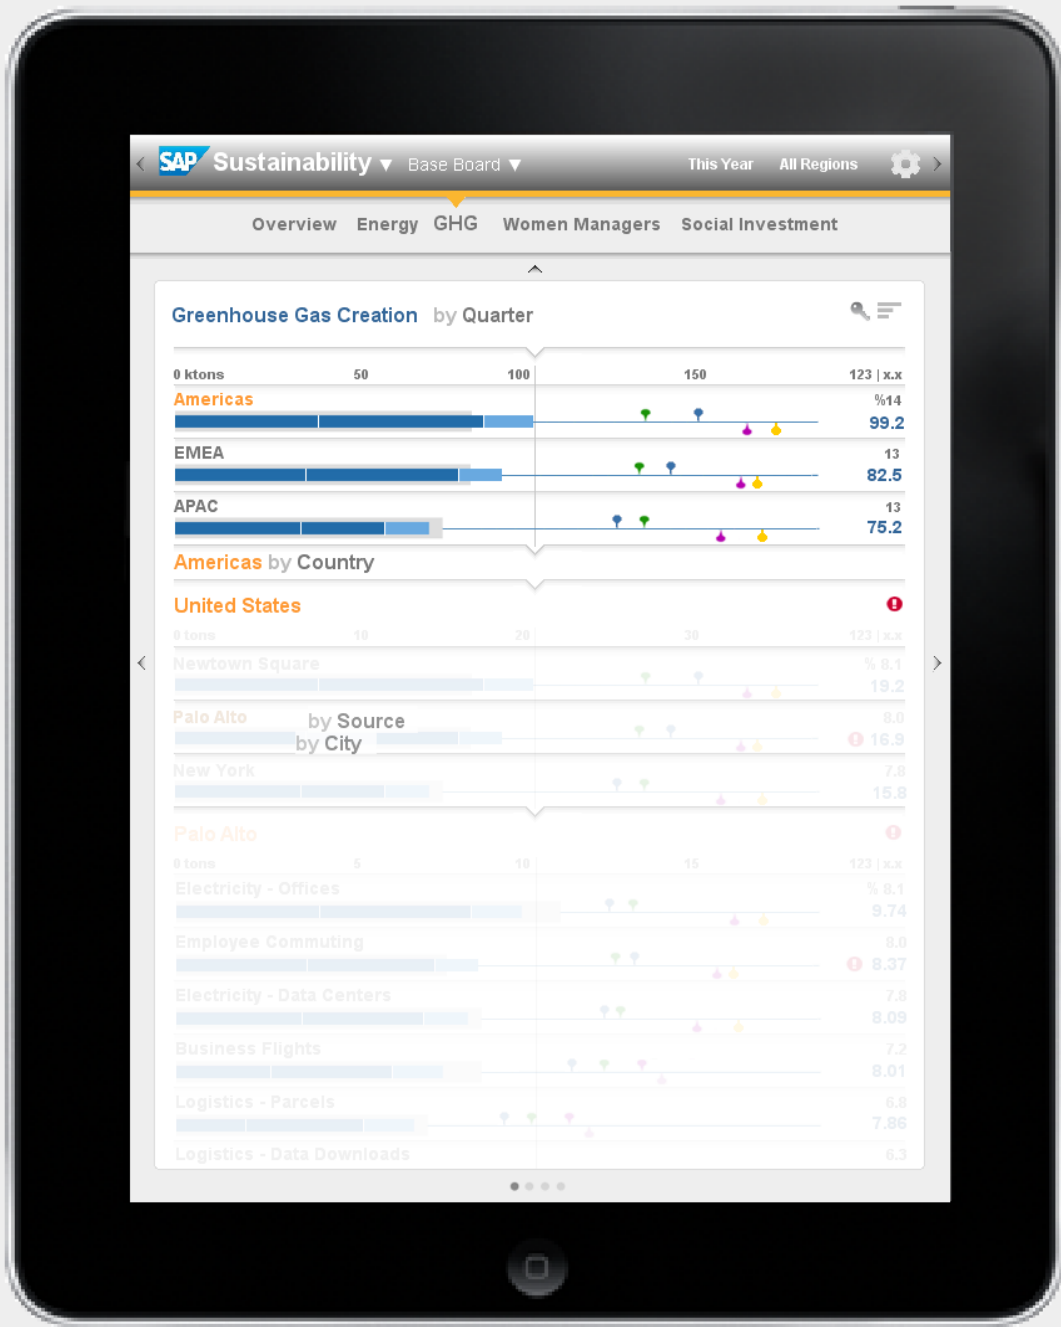 SAP Sustainability ▼ Base Board ▼ This Year All Regions
Overview Energy GHG Women Managers Social Investment
Greenhouse Gas Creation by Quarter
0 ktons 50 100 150 123 | x.x
Americas %14
99.2
EMEA 13
82.5
APAC 13
75.2
Americas by Country
United States
0 tons 10 20 30 123 | x.x
Newtown Square % 8.1
19.2
Palo Alto by Source 8.0
by City 16.9
New York 7.8
15.8
Palo Alto
0 tons 5 10 15 123 | x.x
Electricity - Offices % 8.1
9.74
Employee Commuting 8.0
8.37
Electricity - Data Centers 7.9
8.09
Business Flights 7.2
8.01
Logistics - Parcels 6.8
7.86
Logistics - Data Downloads 6.3